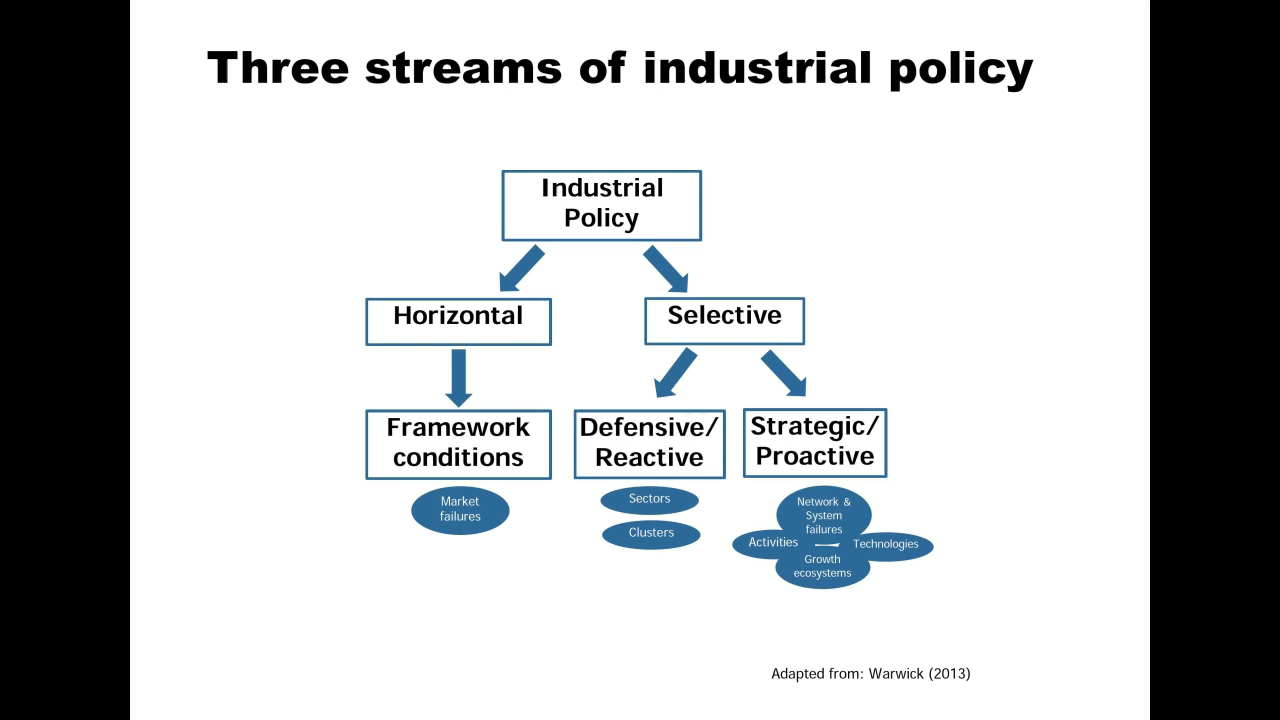 Three streams of industrial policy
Industrial
Policy
Horizontal
Selective
Framework
conditions
Defensive/
Reactive
Strategic/
Proactive
Market
failures
Sectors
Clusters
Network &
System
failures
Activities
Technologies
Growth
ecosystems
Adapted from: Warwick (2013)